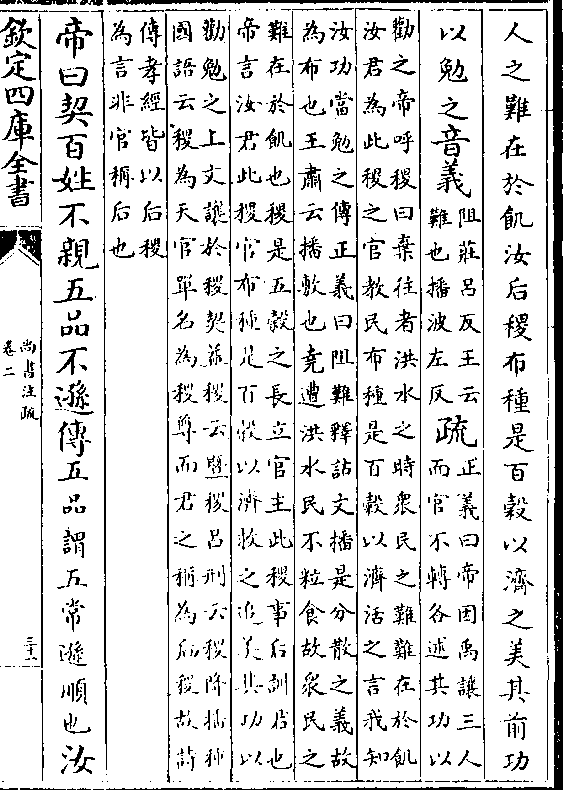 人之難在於飢汝后稷布種是百穀以濟之美其前功
以勉之音義
阻莊呂反王云
難也播波左反
疏
正義曰帝因禹讓三人
而官不轉各述其功以
勸之帝呼稷曰棄往者洪水之時衆民之難難在於飢
汝君為此稷之官教民布種是百穀以濟活之言我知
汝功當勉之傳正義曰阻難釋詁文播是分散之義故
為布也王肅云播敷也堯遭洪水民不粒食故衆民之
難在於飢也稷是五穀之長立官主此稷事后訓君也
帝言汝君此稷官布種是百穀以濟救之追美其功以
勸勉之上文讓於稷契益稷云暨稷呂刑云稷降播種
國語云稷為天官單名為稷尊而君之稱為后稷故詩
傳孝經皆以后稷
為言非官稱后也
帝曰契百姓不親五品不遜傳五品謂五常遜順也汝
欽定四庫全書
尚書注疏
卷二
三十一